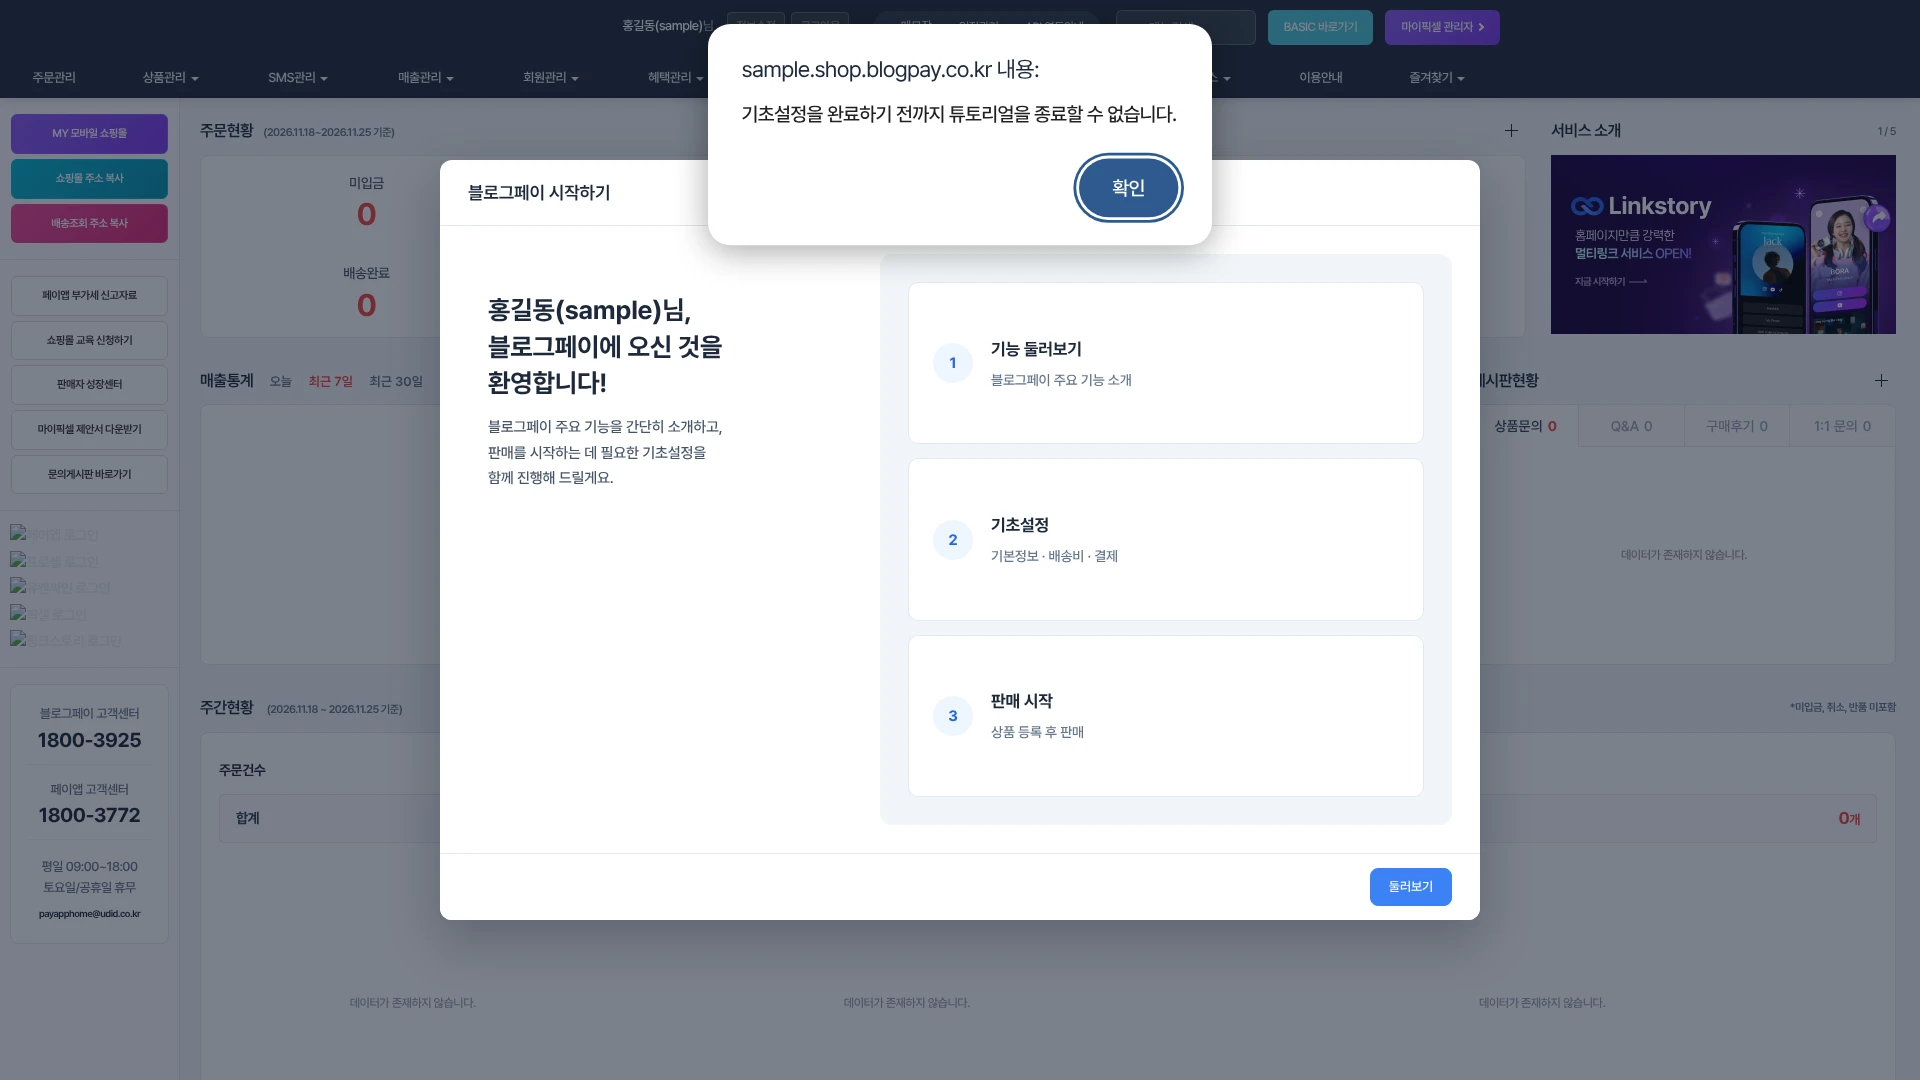 홍길동(sample)님
BASIC 바로가기
마이픽셀 관리자
주문관리
상품관리
SMS관리
매출관리
회원관리
혜택관리
이용안내
즐겨찾기
sample.shop.blogpay.co.kr 내용:
기초설정을 완료하기 전까지 튜토리얼을 종료할 수 없습니다.
확인
MY 모바일 쇼핑몰
쇼핑몰 주소 복사
배송조회 주소 복사
페이앱 부가세 신고자료
쇼핑몰 교육 신청하기
판매자 성장센터
마이픽셀 제안서 다운받기
문의게시판 바로가기
페이앱 로그인
링크스토리 로그인
블로그페이 고객센터
1800-3925
페이앱 고객센터
1800-3772
평일 09:00~18:00
토요일/공휴일 휴무
payapphome@udid.co.kr
주문현황 (2026.11.18~2026.11.25 기준)
미입금
0
배송완료
0
매출통계 오늘 최근 7일 최근 30일
주간현황 (2026.11.18 ~ 2026.11.25 기준)
*미입금, 취소, 반품 미포함
주문건수
합계
0개
데이터가 존재하지 않습니다.
데이터가 존재하지 않습니다.
데이터가 존재하지 않습니다.
블로그페이 시작하기
홍길동(sample)님,
블로그페이에 오신 것을
환영합니다!
블로그페이 주요 기능을 간단히 소개하고,
판매를 시작하는 데 필요한 기초설정을
함께 진행해 드릴게요.
1
기능 둘러보기
블로그페이 주요 기능 소개
2
기초설정
기본정보 · 배송비 · 결제
3
판매 시작
상품 등록 후 판매
둘러보기
서비스 소개
1 / 5
Linkstory
홈페이지만큼 강력한
멀티링크 서비스 OPEN!
지금 시작하기
Jack
BORA
게시판현황
상품문의 0
Q&A 0
구매후기 0
1:1 문의 0
데이터가 존재하지 않습니다.